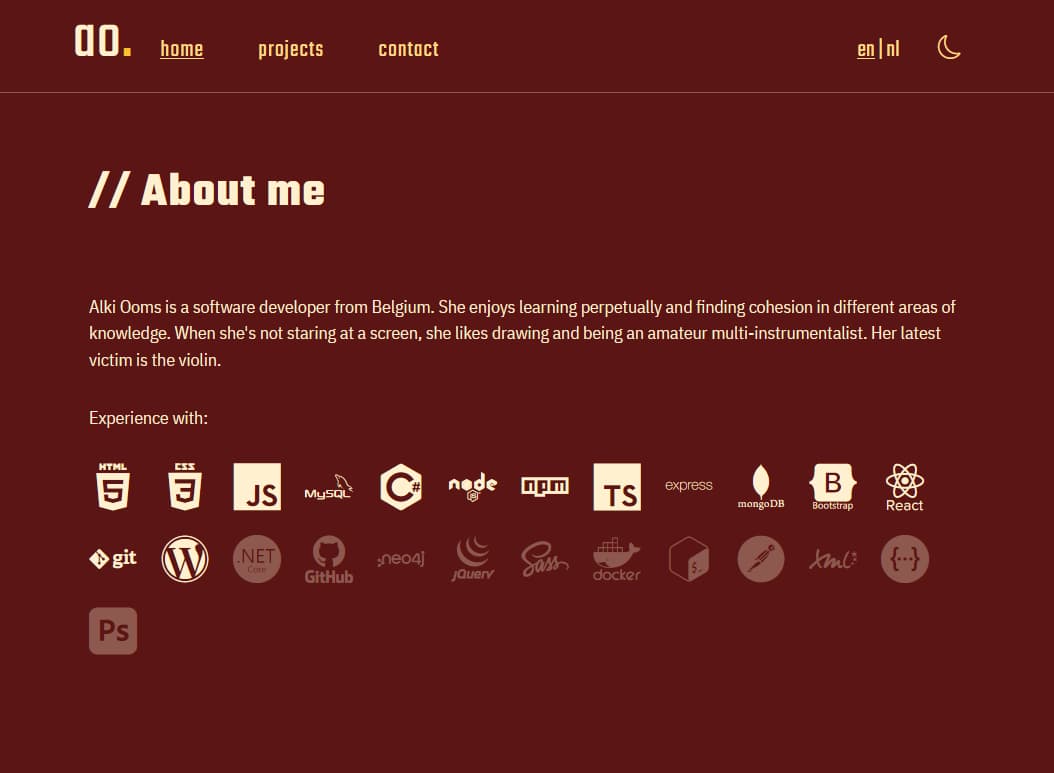 ao.
home projects contact en|nl
// About me
Alki Ooms is a software developer from Belgium. She enjoys learning perpetually and finding cohesion in different areas of
knowledge. When she's not staring at a screen, she likes drawing and being an amateur multi-instrumentalist. Her latest
victim is the violin.
Experience with:
HTML 5
CSS 3
JS
MySQL
C#
node JS
npm
TS
express
mongoDB
B Bootstrap
React
git
W
.NET Core
GitHub
:neo4j
jQuery
Sass
docker
$_
xml
{··}
Ps